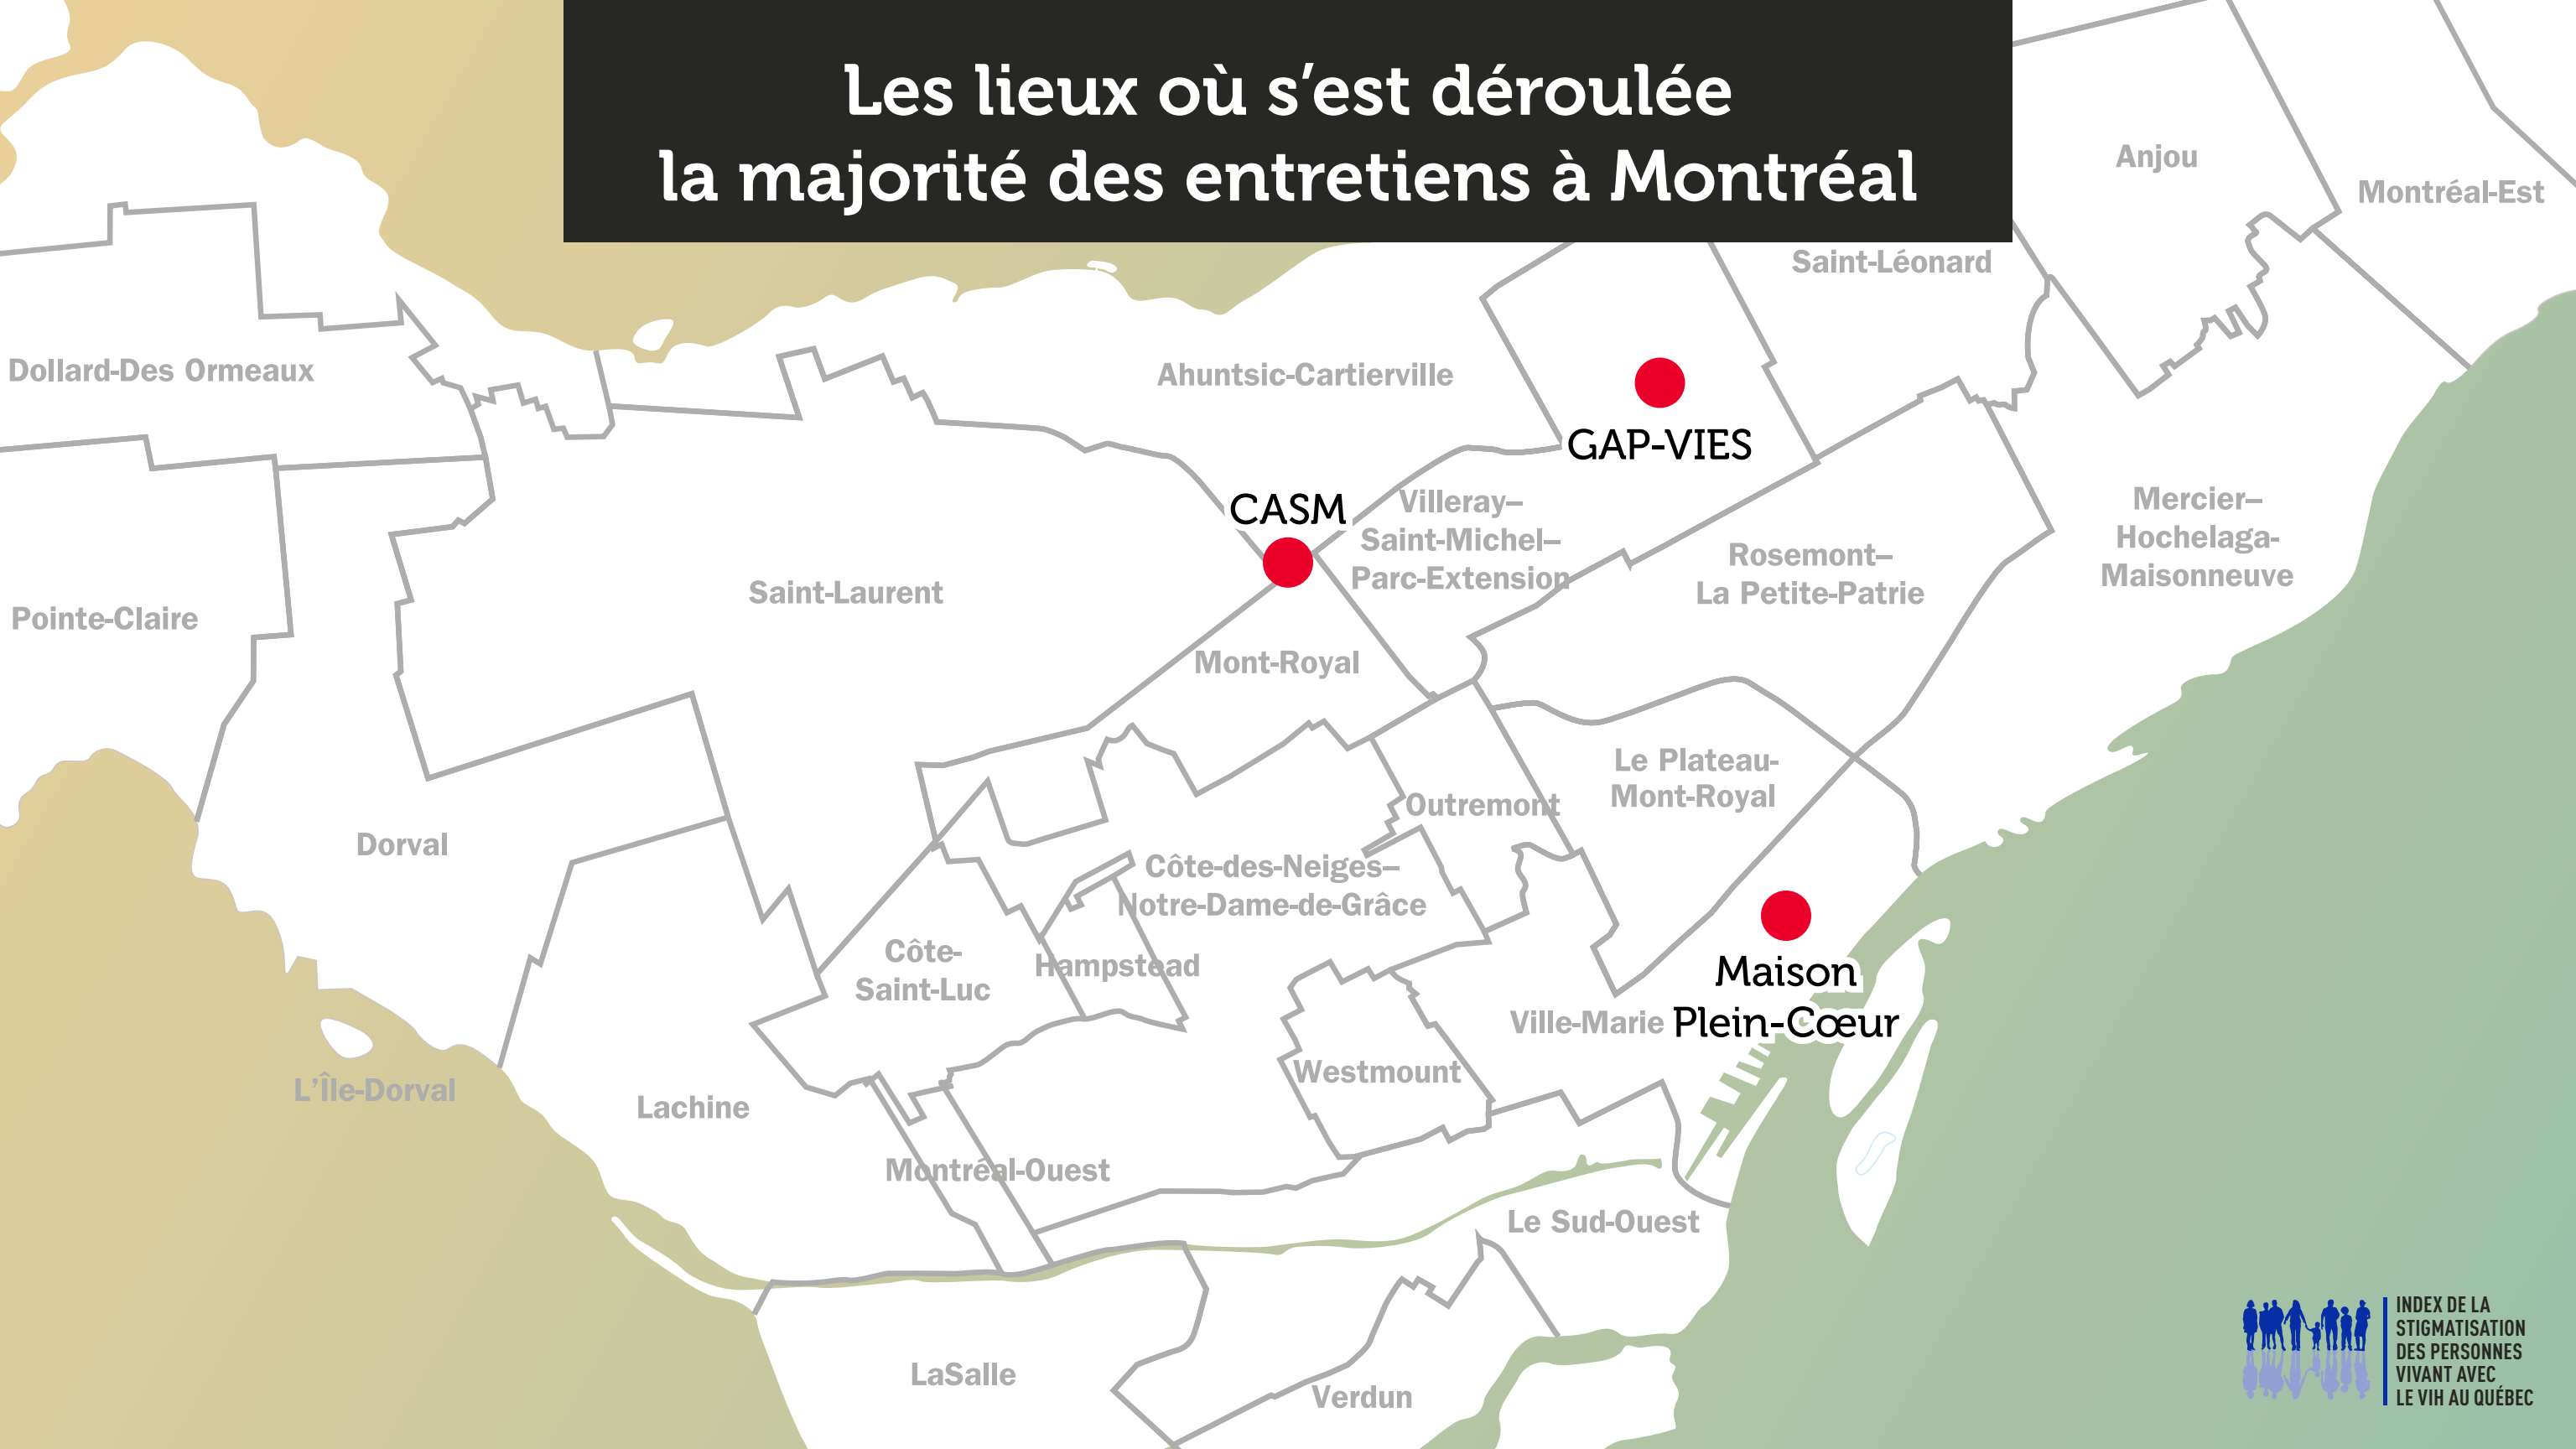 Les lieux où s’est déroulée
la majorité des entretiens à Montréal
Anjou
Montréal-Est
Saint-Léonard
Dollard-Des Ormeaux
Ahuntsic-Cartierville
GAP-VIES
CASM
Villeray–
Saint-Michel–
Parc-Extension
Mercier–
Hochelaga-
Maisonneuve
Rosemont–
La Petite-Patrie
Saint-Laurent
Pointe-Claire
Mont-Royal
Le Plateau-
Mont-Royal
Outremont
Dorval
Côte-des-Neiges–
Notre-Dame-de-Grâce
Côte-
Saint-Luc
Hampstead
Maison
Plein-Cœur
Ville-Marie
Westmount
L’Île-Dorval
Lachine
Montréal-Ouest
Le Sud-Ouest
LaSalle
Verdun
INDEX DE LA
STIGMATISATION
DES PERSONNES
VIVANT AVEC
LE VIH AU QUÉBEC